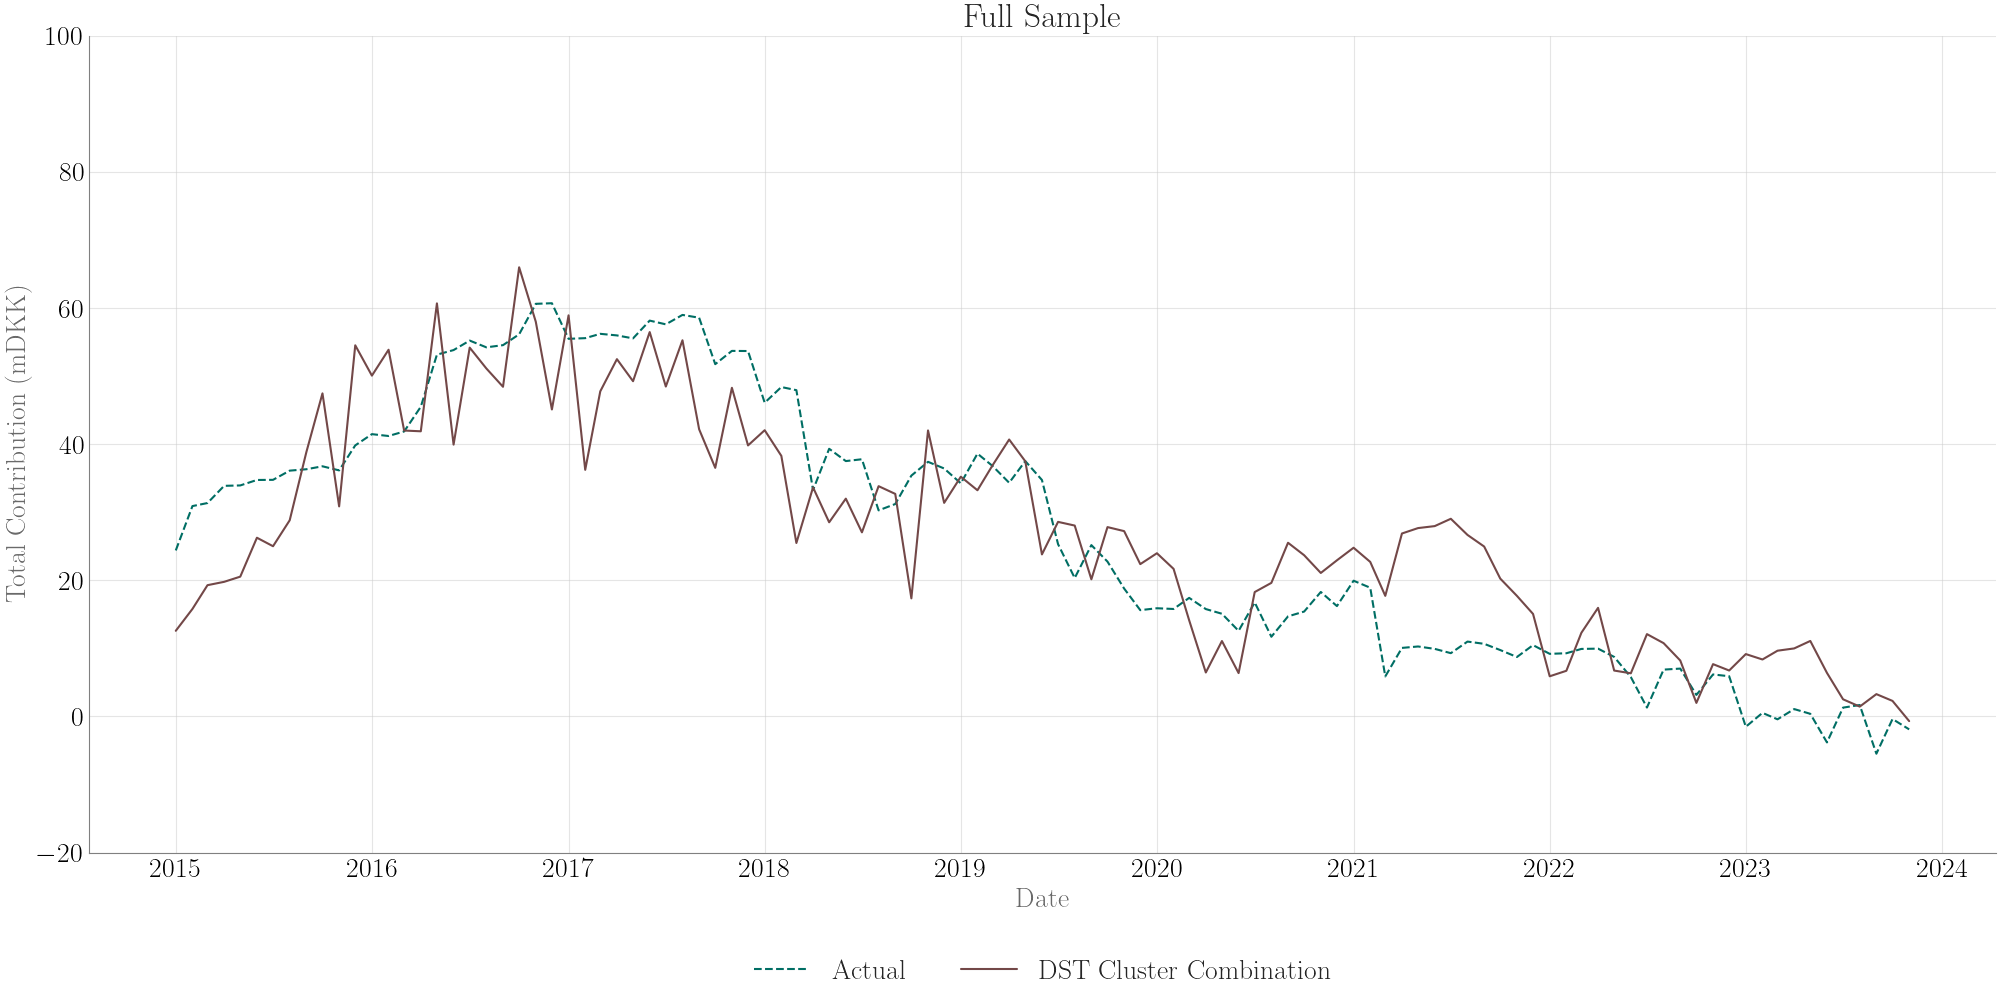 Full Sample
Total Contribution (mDKK)
100
80
60
40
20
0
−20
2015 2016 2017 2018 2019 2020 2021 2022 2023 2024
Date
Actual DST Cluster Combination